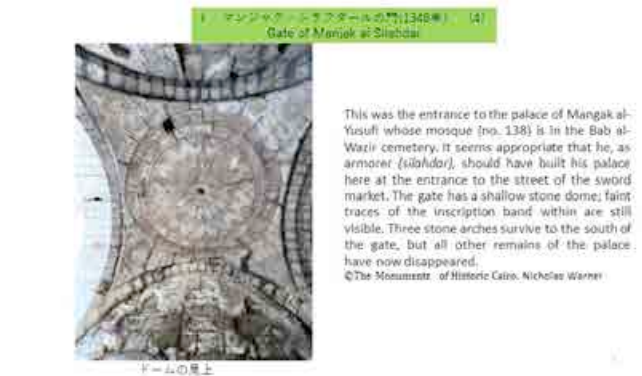 マンジャク・シラフダールの門(1348年) (4)
Gate of Manjak al Silahdar
This was the entrance to the palace of Mangak al-
Yusufi whose mosque (no. 138) is in the Bab al-
Wazir cemetery. It seems appropriate that he, as
armorer (silahdar), should have built his palace
here at the entrance to the street of the sword
market. The gate has a shallow stone dome; faint
traces of the inscription band within are still
visible. Three stone arches survive to the south of
the gate, but all other remains of the palace
have now disappeared.
©The Monuments of Historic Cairo. Nicholas Warner
ドームの見上